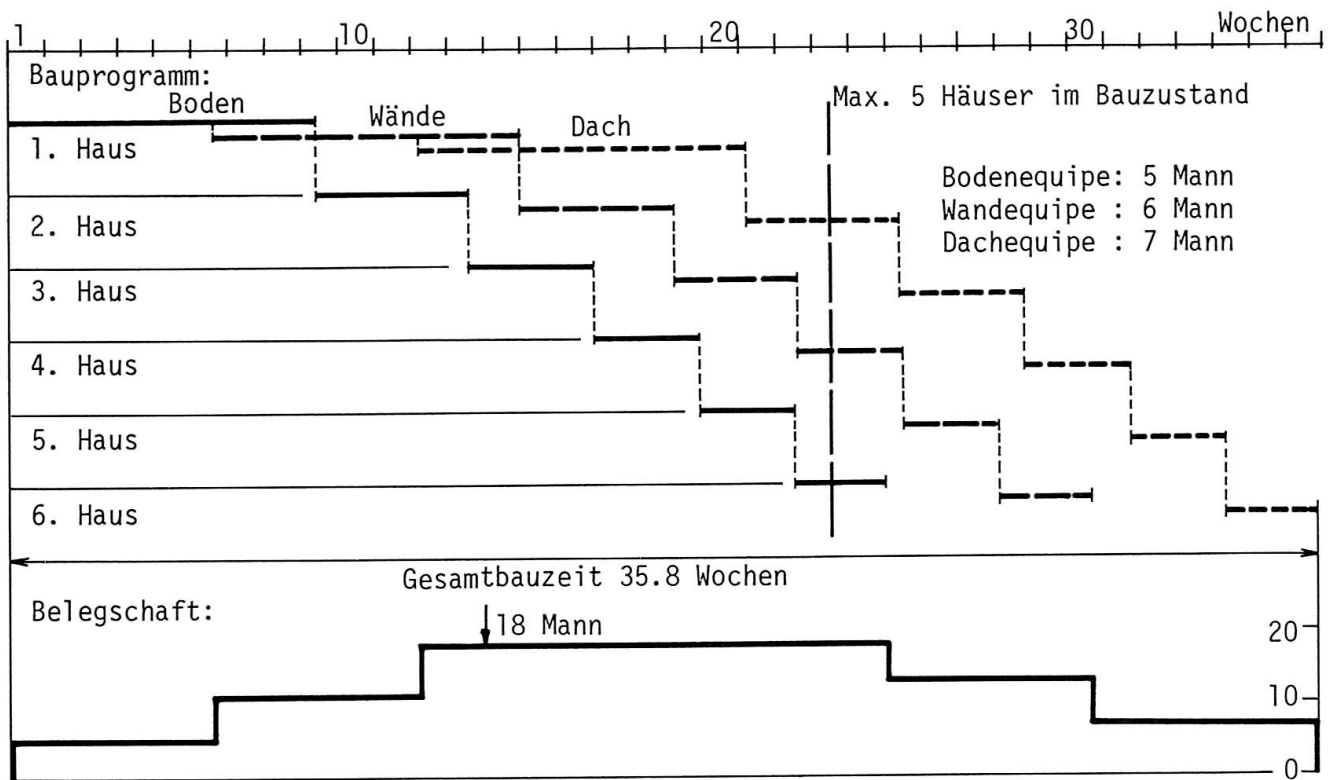 1 10 20 30 Wochen
Bauprogramm:
Boden
Wände
Dach
Max. 5 Häuser im Bauzustand
1. Haus
Bodenequipe: 5 Mann
Wandequipe : 6 Mann
Dachequipe : 7 Mann
2. Haus
3. Haus
4. Haus
5. Haus
6. Haus
Gesamtbauzeit 35.8 Wochen
Belegschaft:
18 Mann
20
10
0